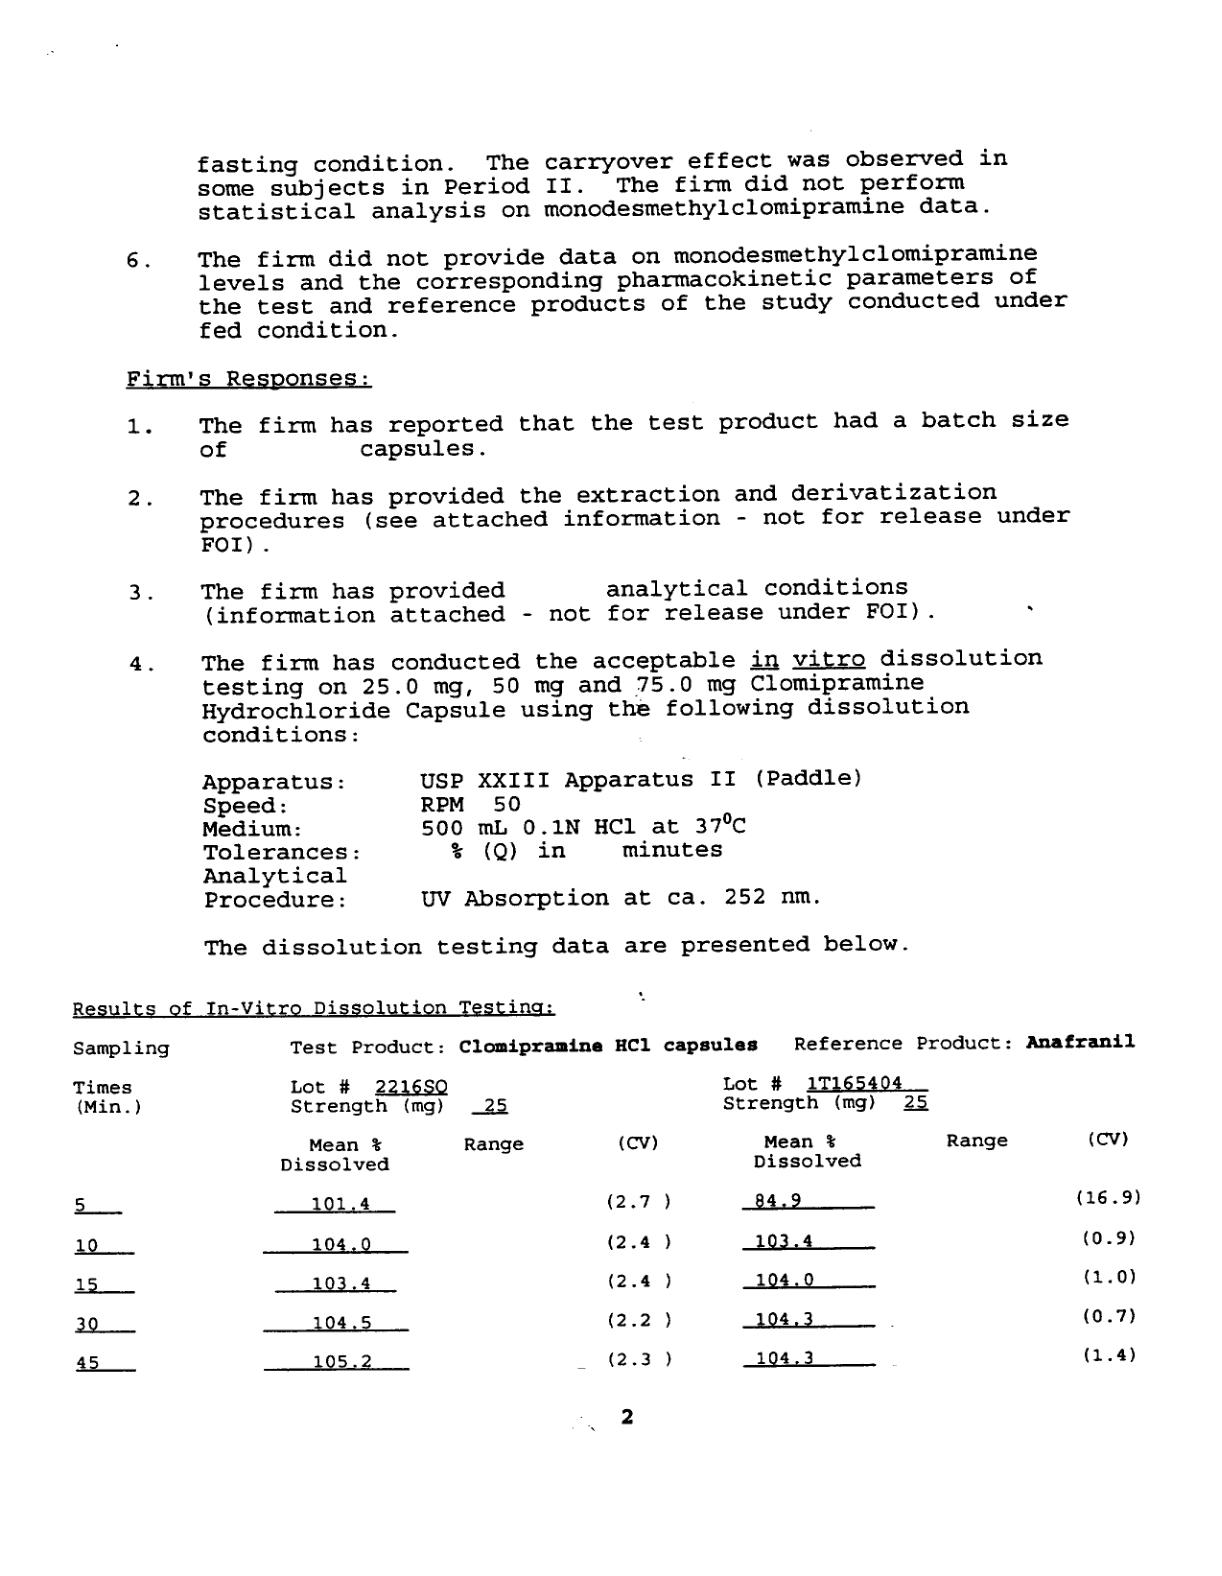 fasting condition. The carryover effect was observed in
some subjects in Period II. The firm did not perform
statistical analysis on monodesmethylclomipramine data.
6. The firm did not provide data on monodesmethylclomipramine
levels and the corresponding pharmacokinetic parameters of
the test and reference products of the study conducted under
fed condition.
Firm's Responses:
1. The firm has reported that the test product had a batch size
of capsules.
2. The firm has provided the extraction and derivatization
procedures (see attached information - not for release under
FOI).
3. The firm has provided analytical conditions
(information attached - not for release under FOI).
4. The firm has conducted the acceptable in vitro dissolution
testing on 25.0 mg, 50 mg and 75.0 mg Clomipramine
Hydrochloride Capsule using the following dissolution
conditions:
Apparatus: USP XXIII Apparatus II (Paddle)
Speed: RPM 50
Medium: 500 mL 0.1N HCl at 37⁰C
Tolerances: % (Q) in minutes
Analytical
Procedure: UV Absorption at ca. 252 nm.
The dissolution testing data are presented below.
Results of In-Vitro Dissolution Testing:
Sampling Test Product: Clomipramine HCl capsules Reference Product: Anafranil
Times Lot # 2216SO Lot # 1T165404
(Min.) Strength (mg) 25 Strength (mg) 25
Mean % Range (CV) Mean % Range (CV)
Dissolved Dissolved
5 101.4 (2.7 ) 84.9 (16.9)
10 104.0 (2.4 ) 103.4 (0.9)
15 103.4 (2.4 ) 104.0 (1.0)
30 104.5 (2.2 ) 104.3 (0.7)
45 105.2 (2.3 ) 104.3 (1.4)
2